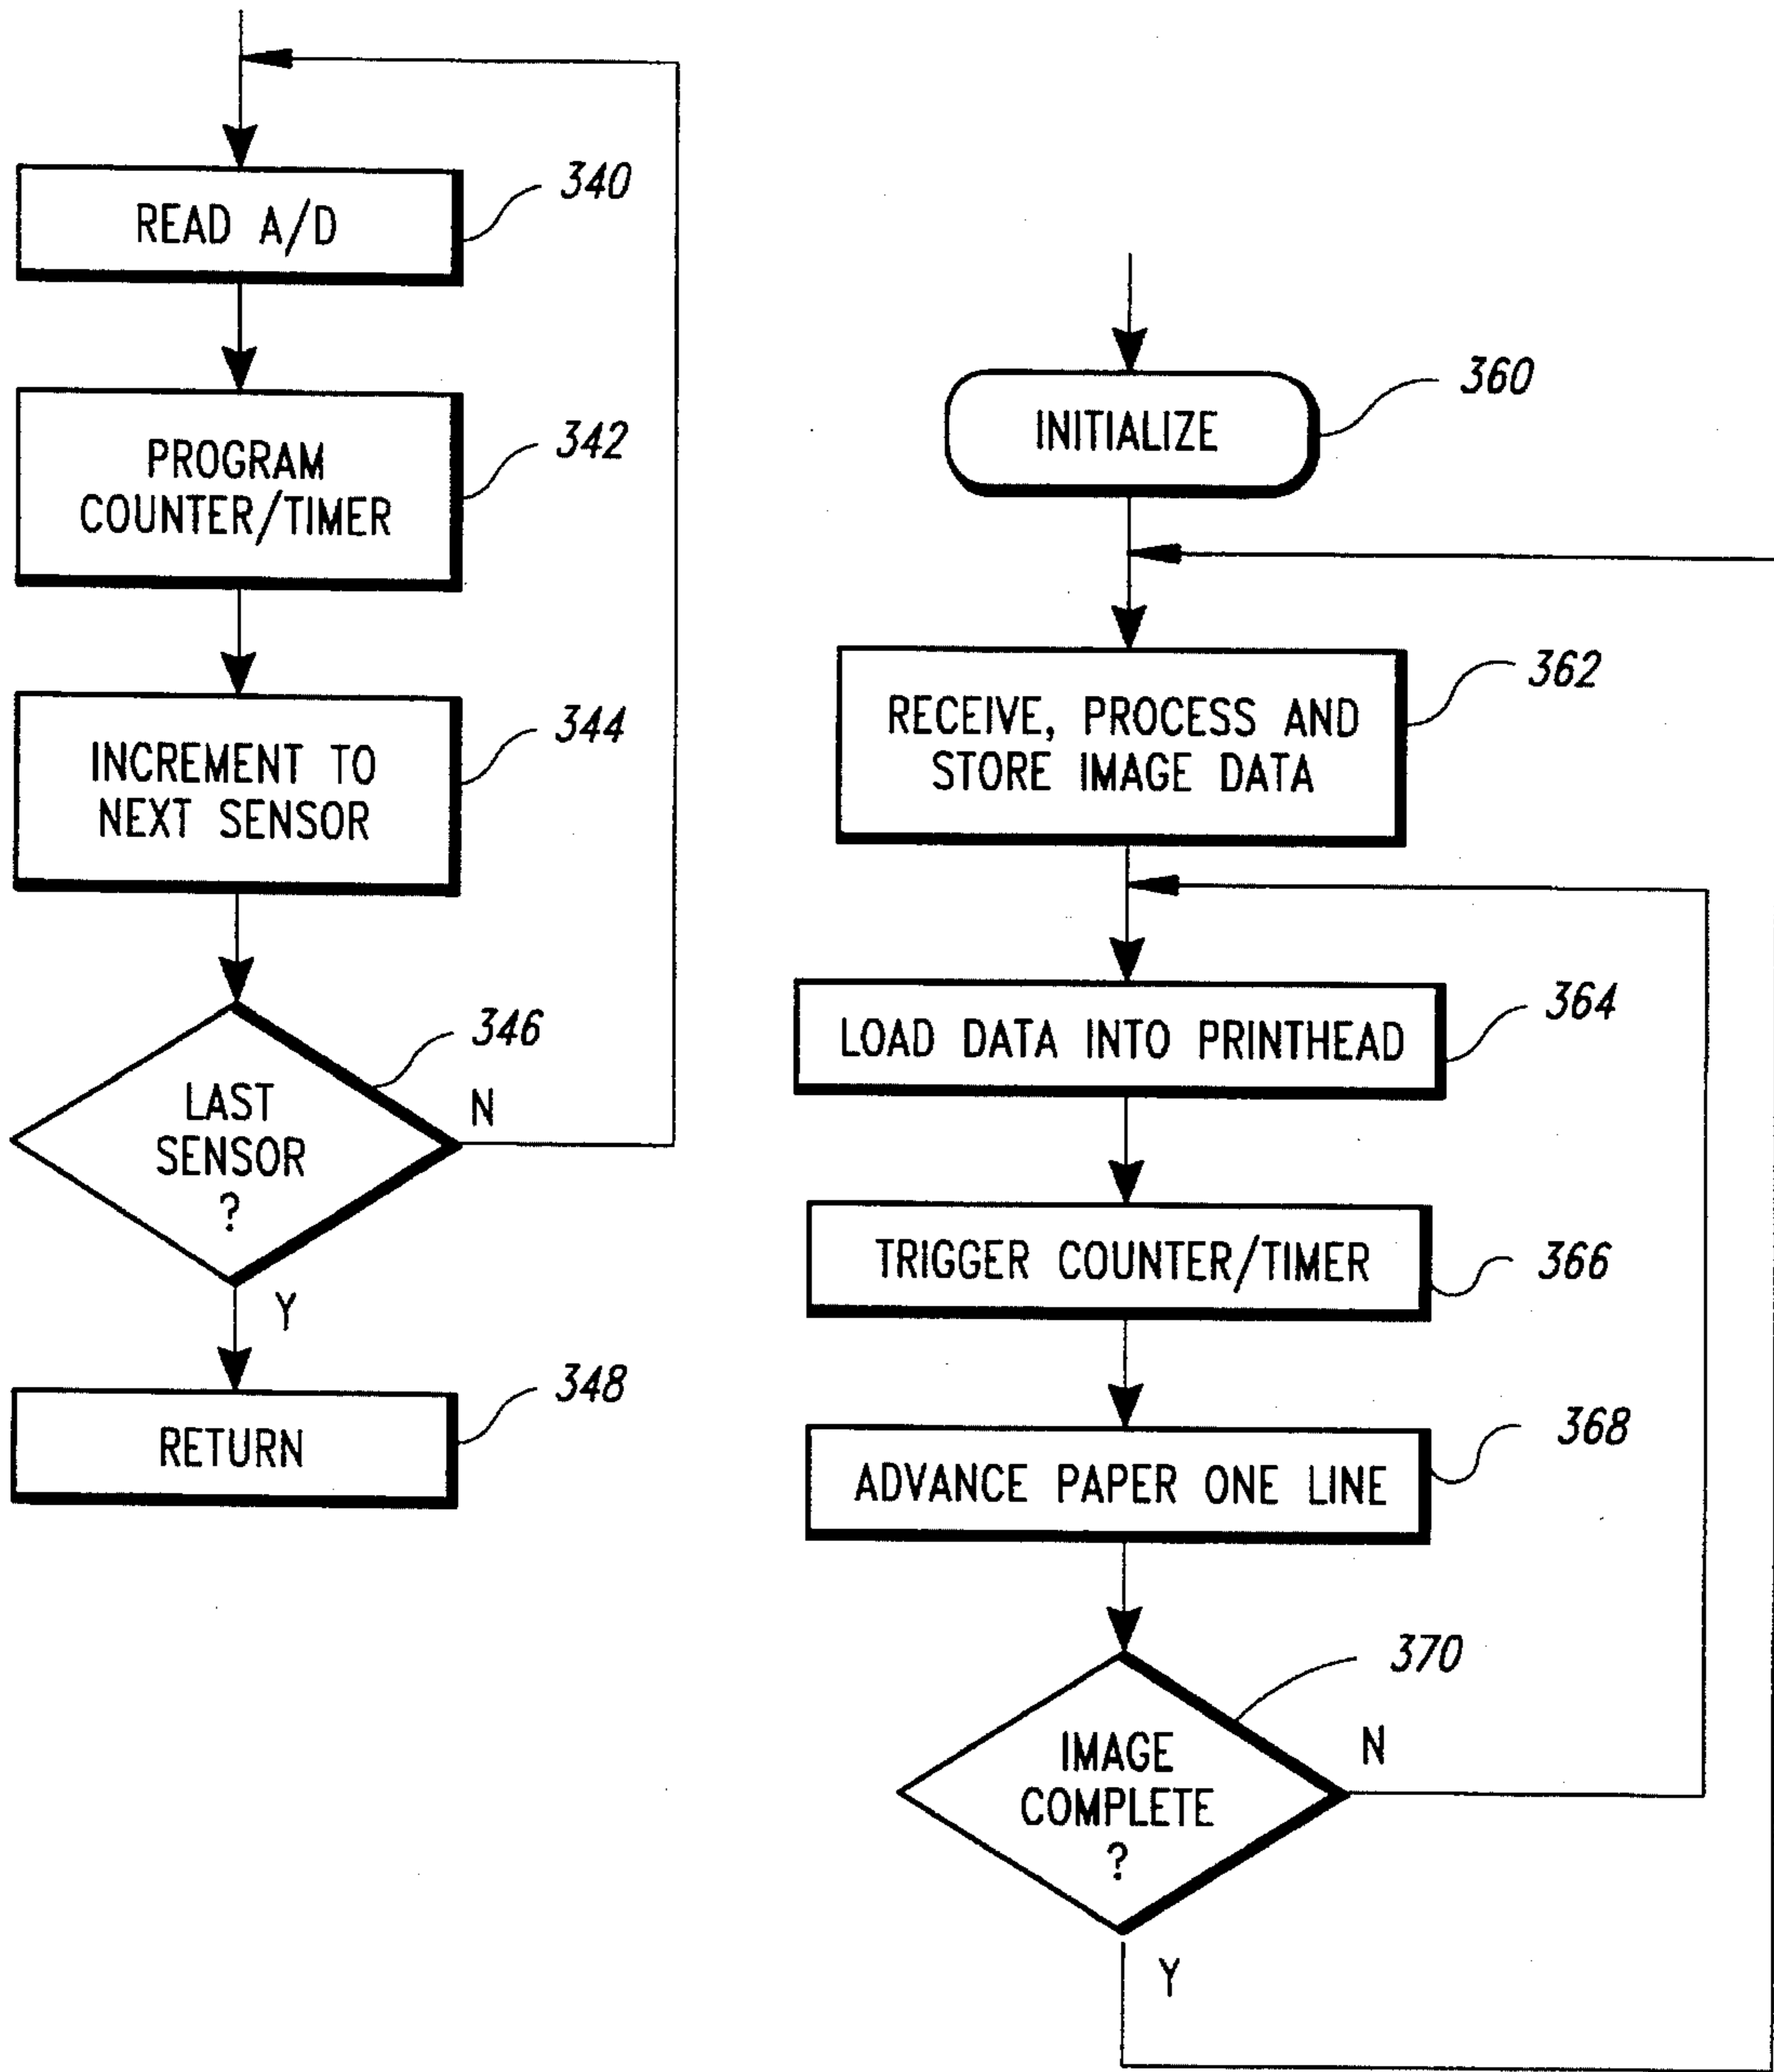 READ A/D
340
PROGRAM
COUNTER/TIMER
342
INCREMENT TO
NEXT SENSOR
344
LAST
SENSOR
?
346
N
Y
RETURN
348
INITIALIZE
360
RECEIVE, PROCESS AND
STORE IMAGE DATA
362
LOAD DATA INTO PRINTHEAD
364
TRIGGER COUNTER/TIMER
366
ADVANCE PAPER ONE LINE
368
IMAGE
COMPLETE
?
370
N
Y